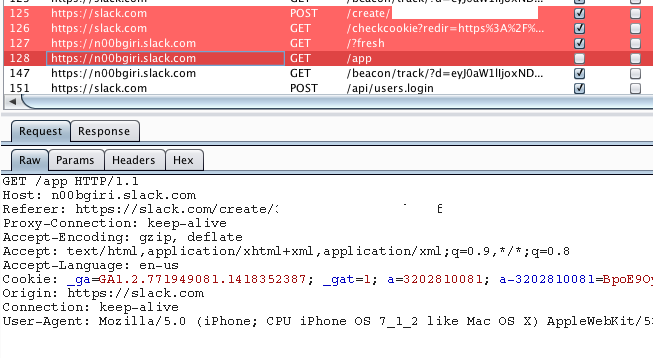 125 https://slack.com POST /create/
126 https://slack.com GET /checkcookie?redir=https%3A%2F%...
127 https://n00bgiri.slack.com GET /?fresh
128 https://n00bgiri.slack.com GET /app
147 https://n00bgiri.slack.com GET /beacon/track/?d=eyJ0aW1lIjoxND...
151 https://slack.com POST /api/users.login
Request Response
Raw Params Headers Hex
GET /app HTTP/1.1
Host: n00bgiri.slack.com
Referer: https://slack.com/create/
Proxy-Connection: keep-alive
Accept-Encoding: gzip, deflate
Accept: text/html,application/xhtml+xml,application/xml;q=0.9,*/*;q=0.8
Accept-Language: en-us
Cookie: _ga=GA1.2.771949081.1418352387; _gat=1; a=3202810081; a-3202810081=BpoE9Oy
Origin: https://slack.com
Connection: keep-alive
User-Agent: Mozilla/5.0 (iPhone; CPU iPhone OS 7_1_2 like Mac OS X) AppleWebKit/53